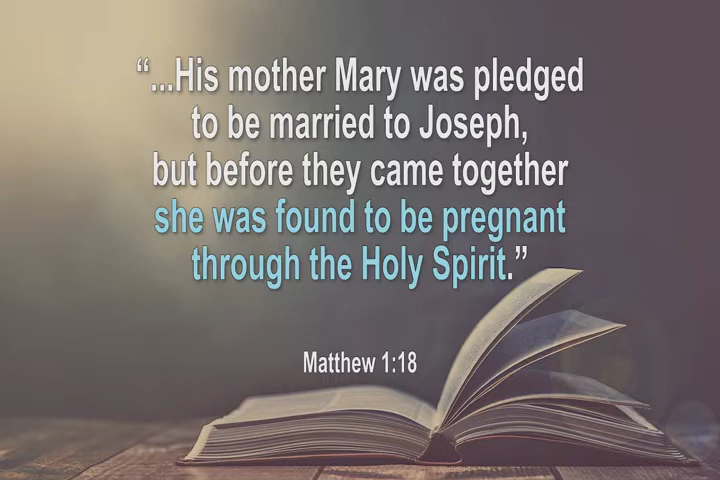 “...His mother Mary was pledged
to be married to Joseph,
but before they came together
she was found to be pregnant
through the Holy Spirit.”
Matthew 1:18